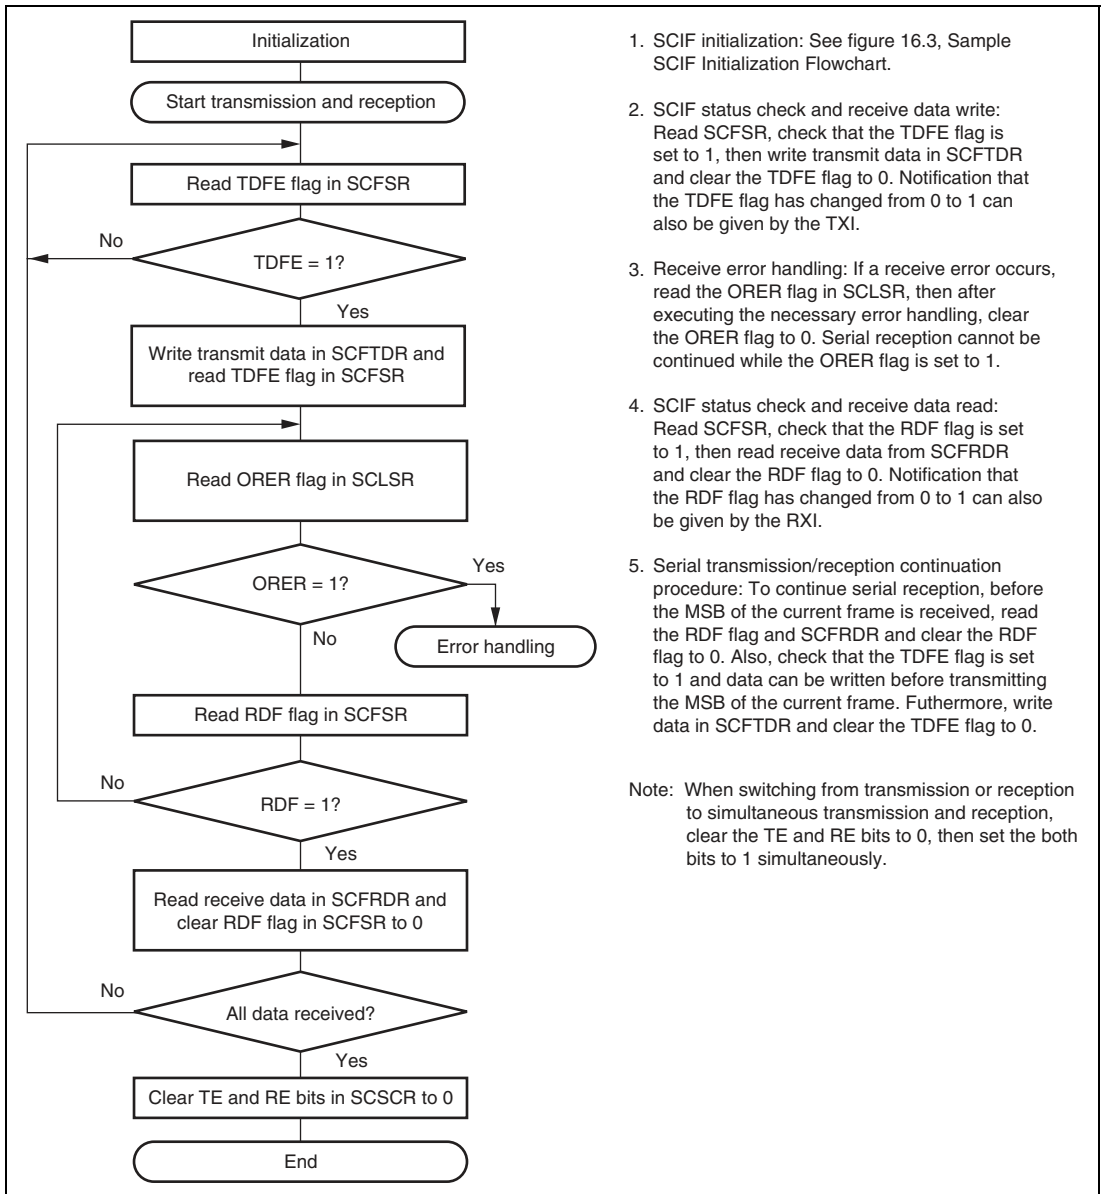 Initialization
Start transmission and reception
Read TDFE flag in SCFSR
No
TDFE = 1?
Yes
Write transmit data in SCFTDR and
read TDFE flag in SCFSR
Read ORER flag in SCLSR
ORER = 1?
Yes
No
Error handling
Read RDF flag in SCFSR
No
RDF = 1?
Yes
Read receive data in SCFRDR and
clear RDF flag in SCFSR to 0
No
All data received?
Yes
Clear TE and RE bits in SCSCR to 0
End
1. SCIF initialization: See figure 16.3, Sample
SCIF Initialization Flowchart.
2. SCIF status check and receive data write:
Read SCFSR, check that the TDFE flag is
set to 1, then write transmit data in SCFTDR
and clear the TDFE flag to 0. Notification that
the TDFE flag has changed from 0 to 1 can
also be given by the TXI.
3. Receive error handling: If a receive error occurs,
read the ORER flag in SCLSR, then after
executing the necessary error handling, clear
the ORER flag to 0. Serial reception cannot be
continued while the ORER flag is set to 1.
4. SCIF status check and receive data read:
Read SCFSR, check that the RDF flag is set
to 1, then read receive data from SCFRDR
and clear the RDF flag to 0. Notification that
the RDF flag has changed from 0 to 1 can also
be given by the RXI.
5. Serial transmission/reception continuation
procedure: To continue serial reception, before
the MSB of the current frame is received, read
the RDF flag and SCFRDR and clear the RDF
flag to 0. Also, check that the TDFE flag is set
to 1 and data can be written before transmitting
the MSB of the current frame. Futhermore, write
data in SCFTDR and clear the TDFE flag to 0.
Note: When switching from transmission or reception
to simultaneous transmission and reception,
clear the TE and RE bits to 0, then set the both
bits to 1 simultaneously.